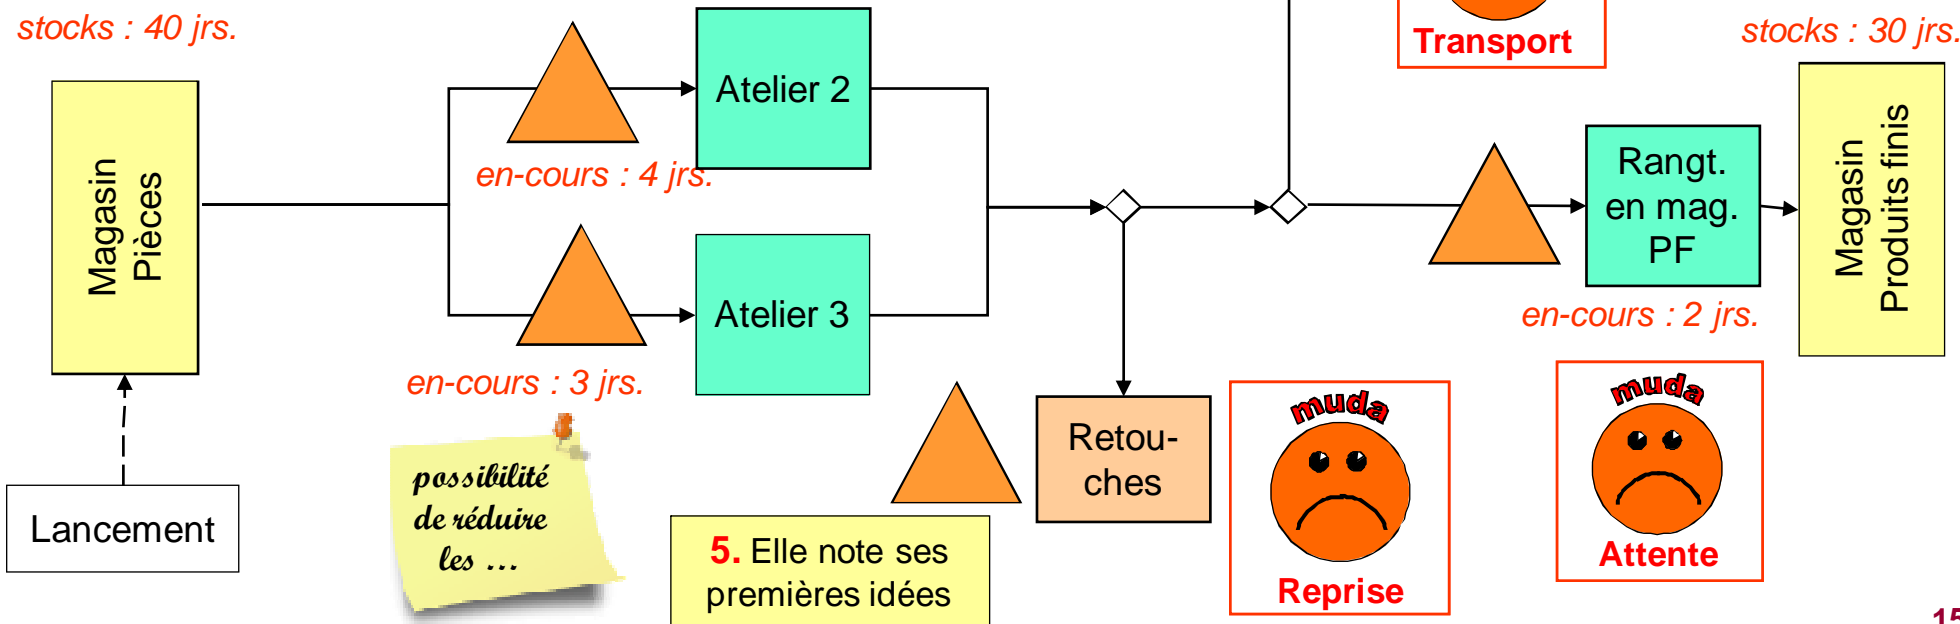 stocks : 40 jrs.
Magasin
Pièces
Lancement
Atelier 2
en-cours : 4 jrs.
Atelier 3
en-cours : 3 jrs.
possibilité
de réduire
les ...
5. Elle note ses
premières idées
Retou-
ches
muda
Reprise
Transport
Rangt.
en mag.
PF
en-cours : 2 jrs.
muda
Attente
stocks : 30 jrs.
Magasin
Produits finis
15